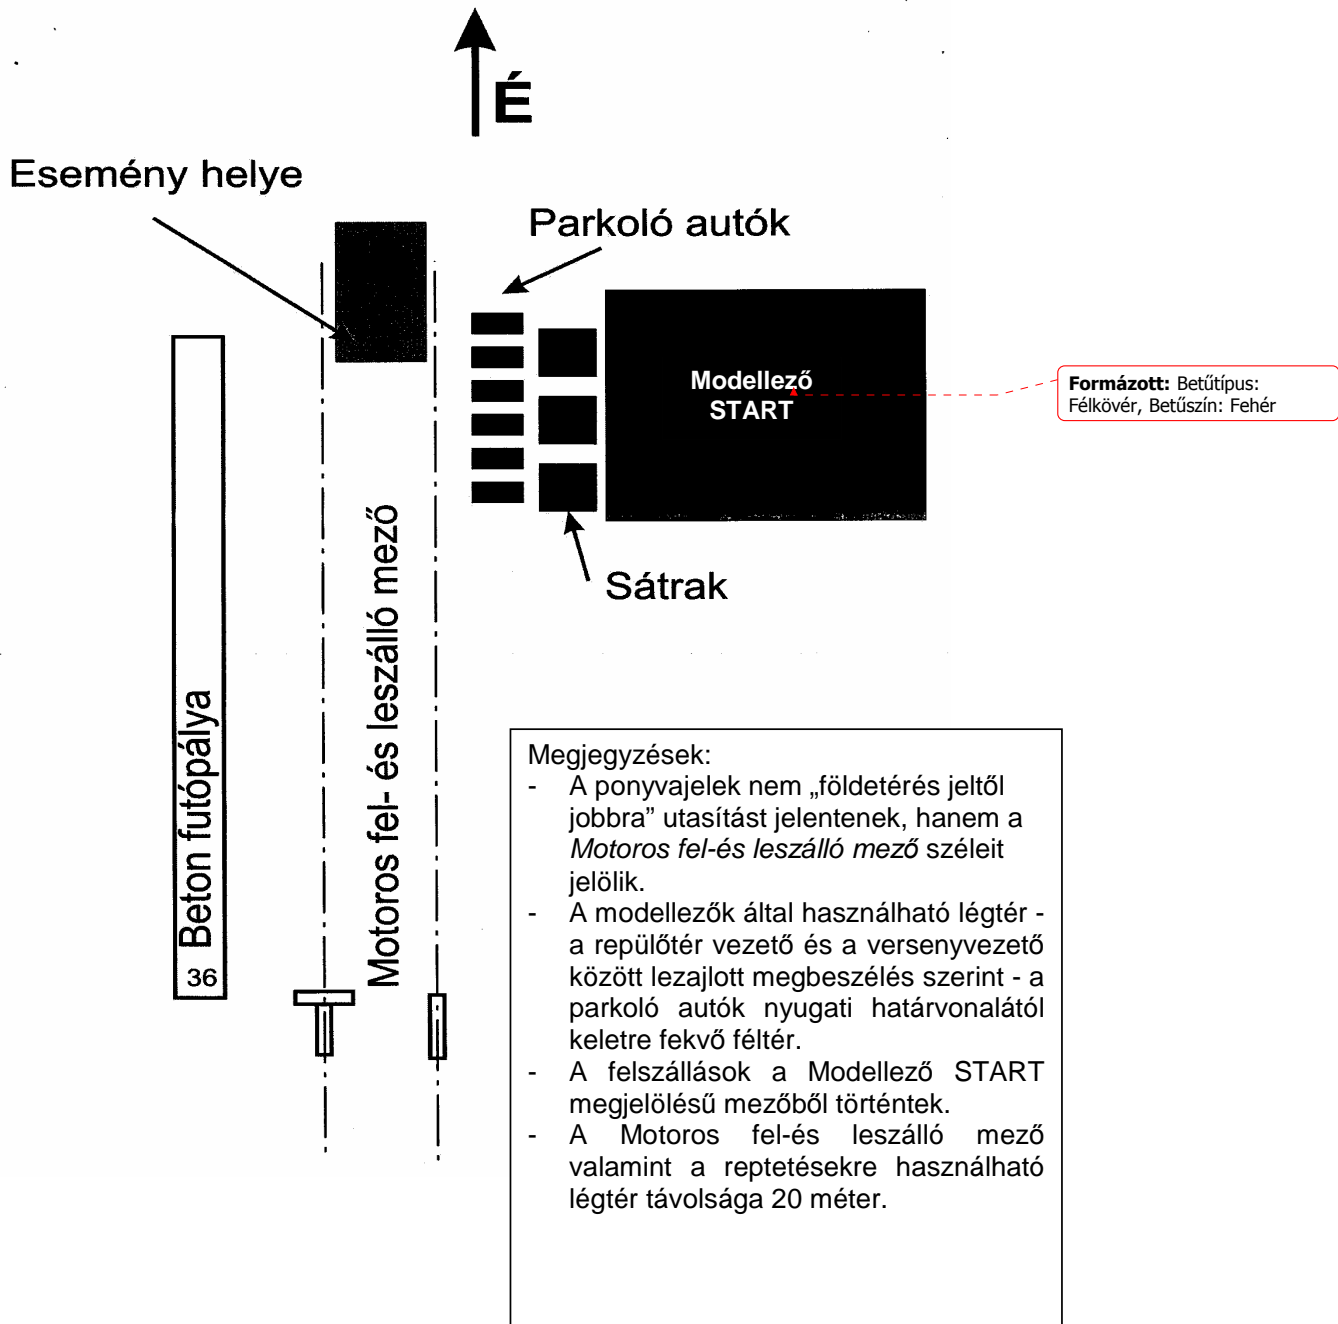 É
Esemény helye
Parkoló autók
Modellező
START
Formázott: Betűtípus:
Félkövér, Betűszín: Fehér
Sátrak
Motoros fel- és leszálló mező
Beton futópálya
36
Megjegyzések:
- A ponyvajelek nem „földetérés jeltől
jobbra” utasítást jelentenek, hanem a
Motoros fel-és leszálló mező széleit
jelölik.
- A modellezők által használható légtér -
a repülőtér vezető és a versenyvezető
között lezajlott megbeszélés szerint - a
parkoló autók nyugati határvonalától
keletre fekvő féltér.
- A felszállások a Modellező START
megjelölésű mezőből történtek.
- A Motoros fel-és leszálló mező
valamint a reptetésekre használható
légtér távolsága 20 méter.